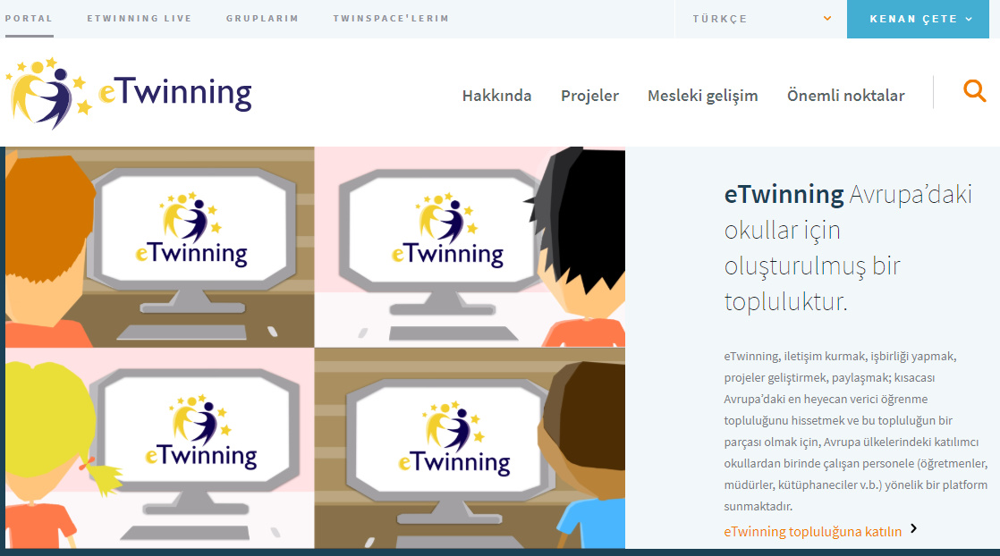 PORTAL ETWINNING LIVE GRUPLARIM TWINSPACE'LERIM TÜRKÇE KENAN ÇETE
eTwinning
Hakkında Projeler Mesleki gelişim Önemli noktalar
eTwinning
eTwinning
eTwinning
eTwinning
eTwinning Avrupa’daki
okullar için
oluşturulmuş bir
topluluktur.
eTwinning, iletişim kurmak, işbirliği yapmak,
projeler geliştirmek, paylaşmak; kısacası
Avrupa’daki en heyecan verici öğrenme
topluluğunu hissetmek ve bu topluluğun bir
parçası olmak için, Avrupa ülkelerindeki katılımcı
okullardan birinde çalışan personele (öğretmenler,
müdürler, kütüphaneciler v.b.) yönelik bir platform
sunmaktadır.
eTwinning topluluğuna katılın